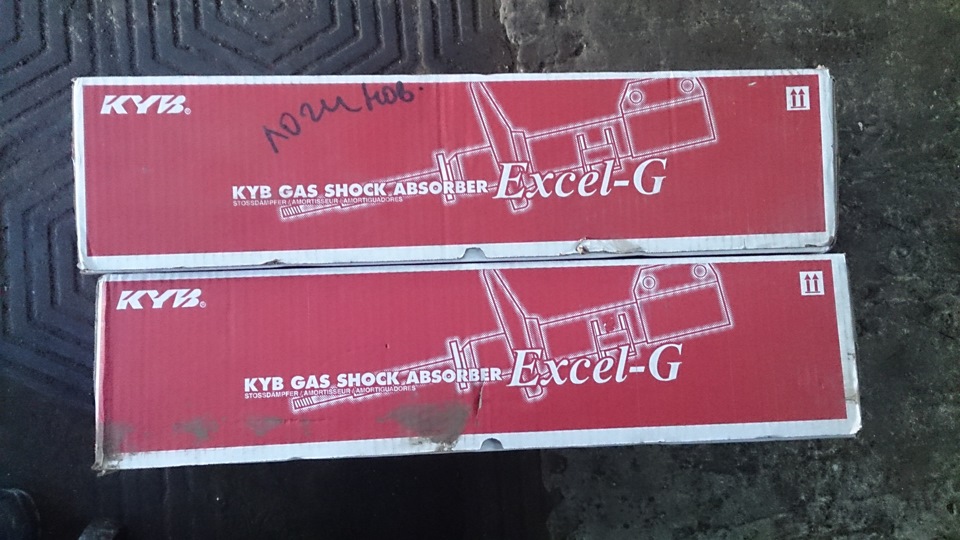 KYB®
логинов.
KYB GAS SHOCK ABSORBER Excel-G
STOSSDÄMPFER / AMORTISSEUR / AMORTIGUADORES
KYB®
KYB GAS SHOCK ABSORBER Excel-G
STOSSDÄMPFER / AMORTISSEUR / AMORTIGUADORES